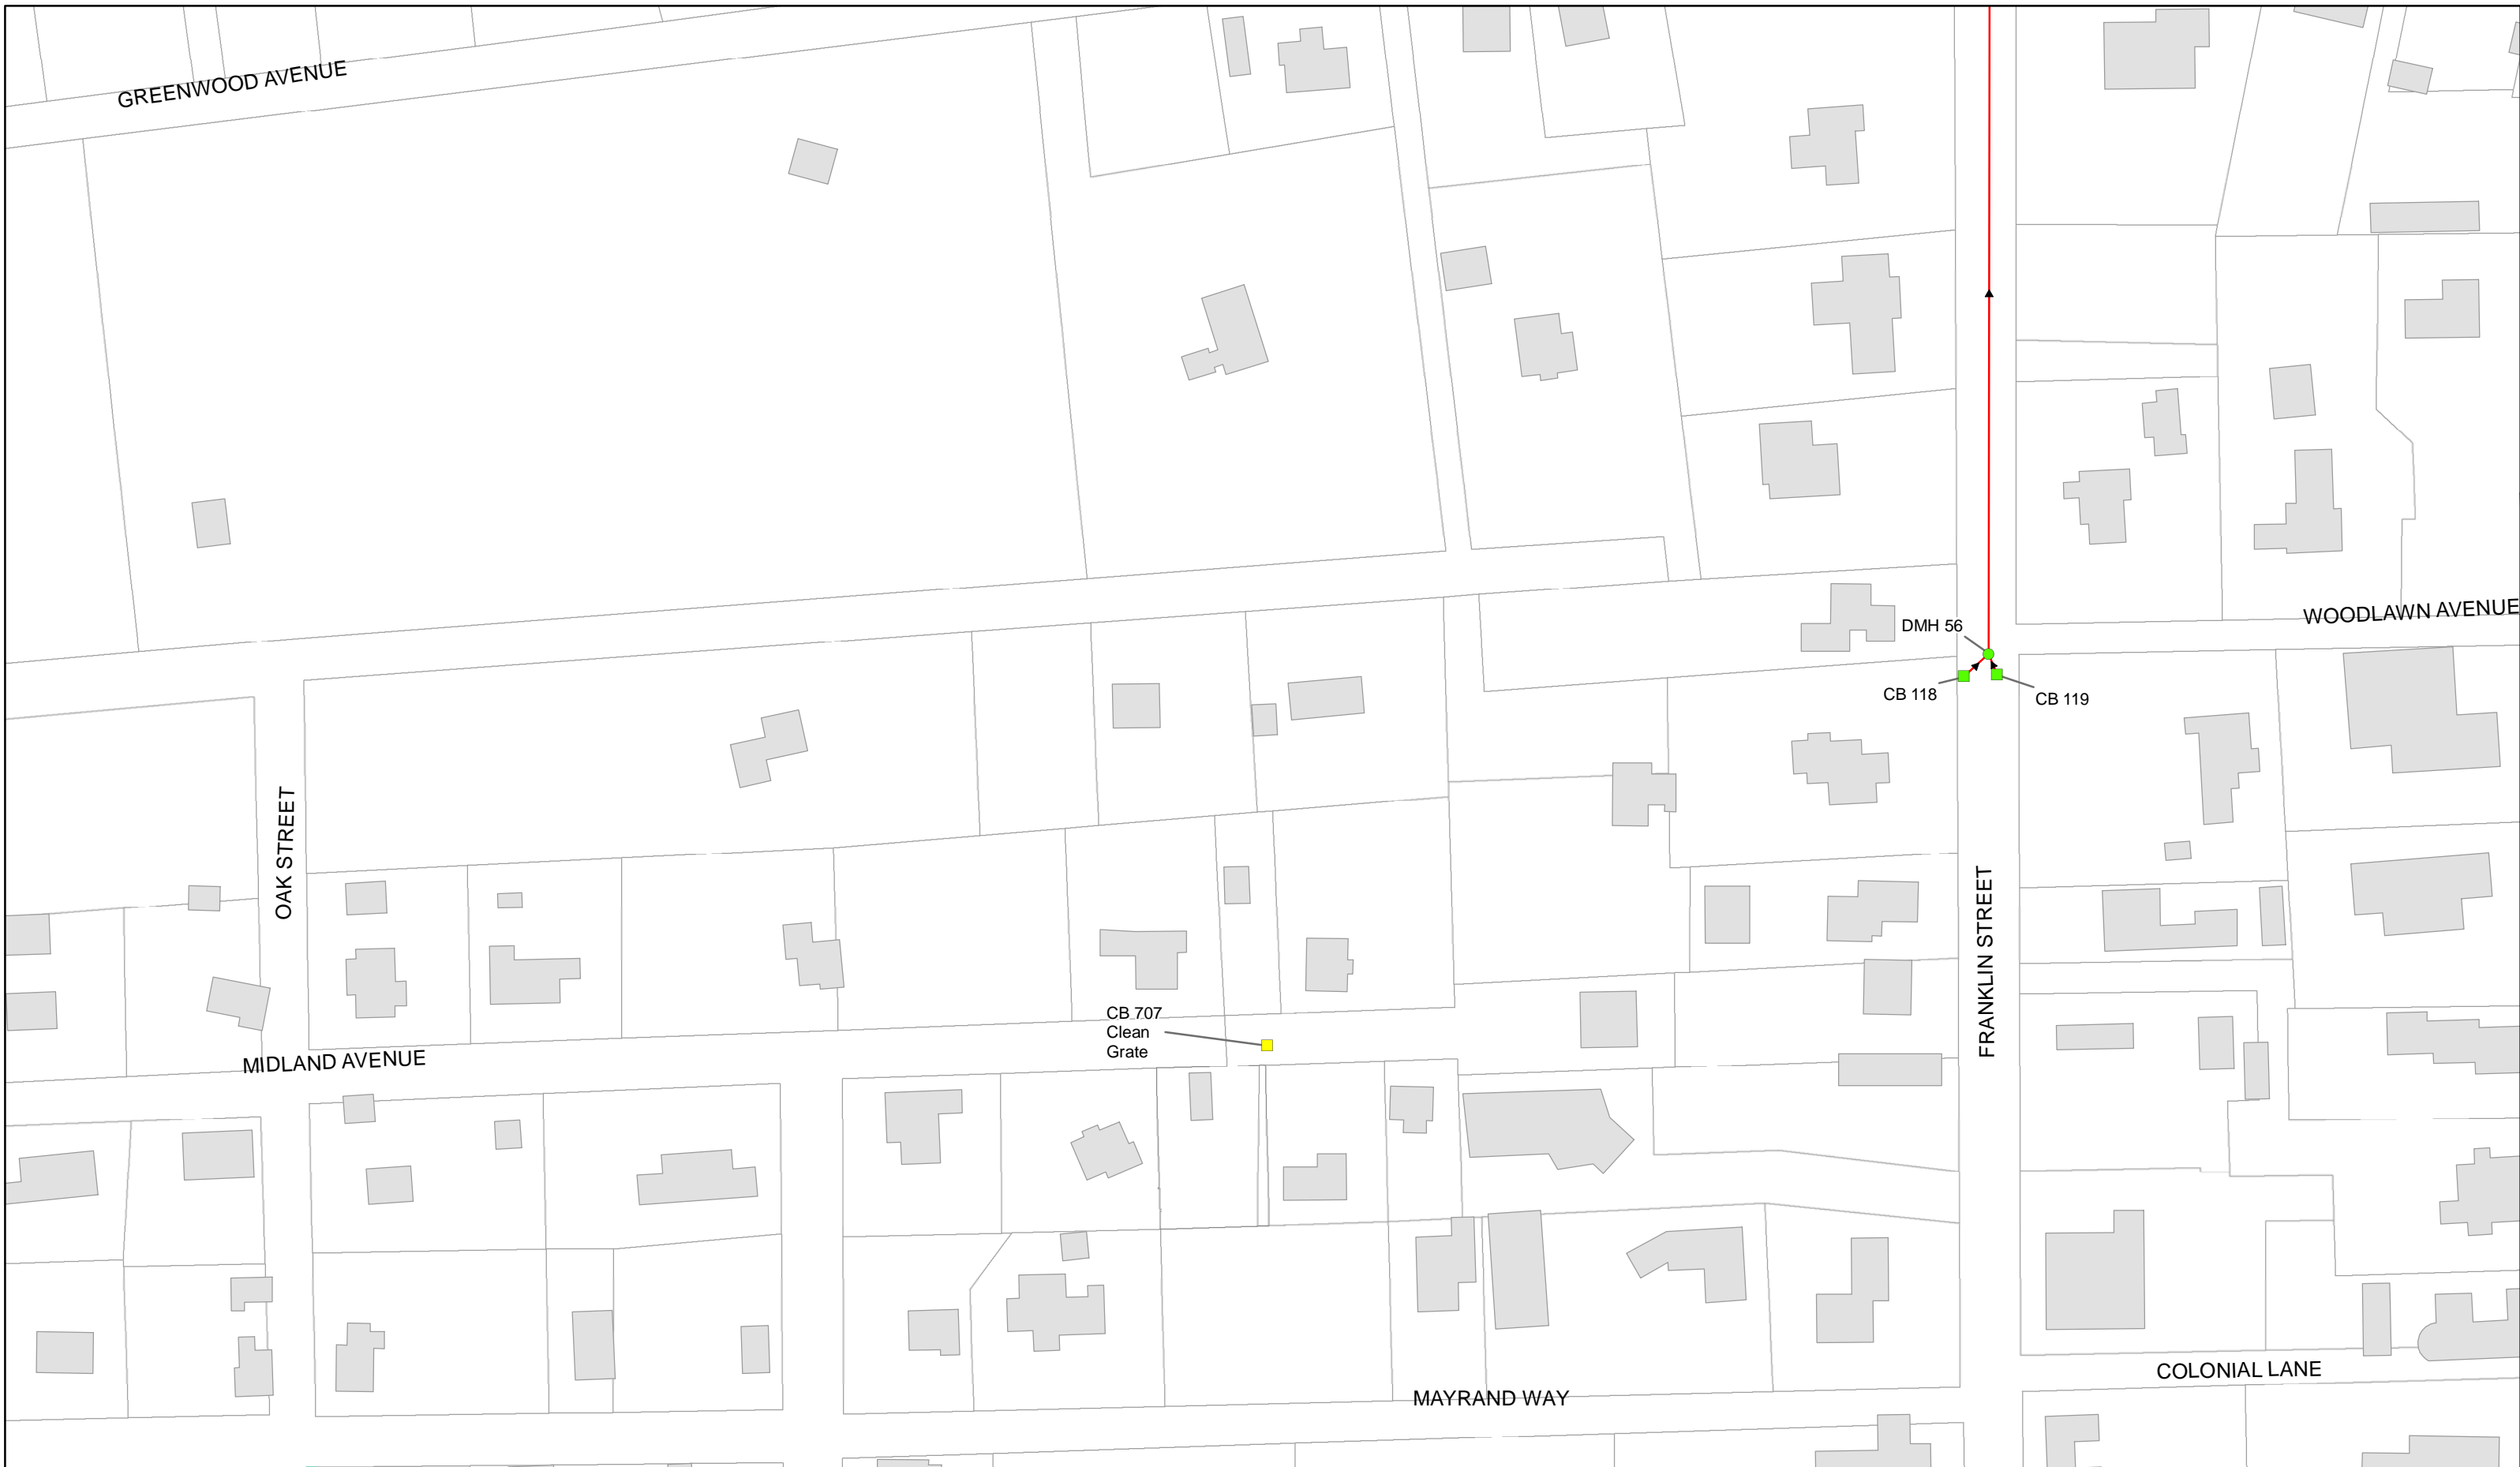 GREENWOOD AVENUE
WOODLAWN AVENUE
DMH 56
CB 118
CB 119
OAK STREET
FRANKLIN STREET
CB 707
Clean
Grate
MIDLAND AVENUE
COLONIAL LANE
MAYRAND WAY